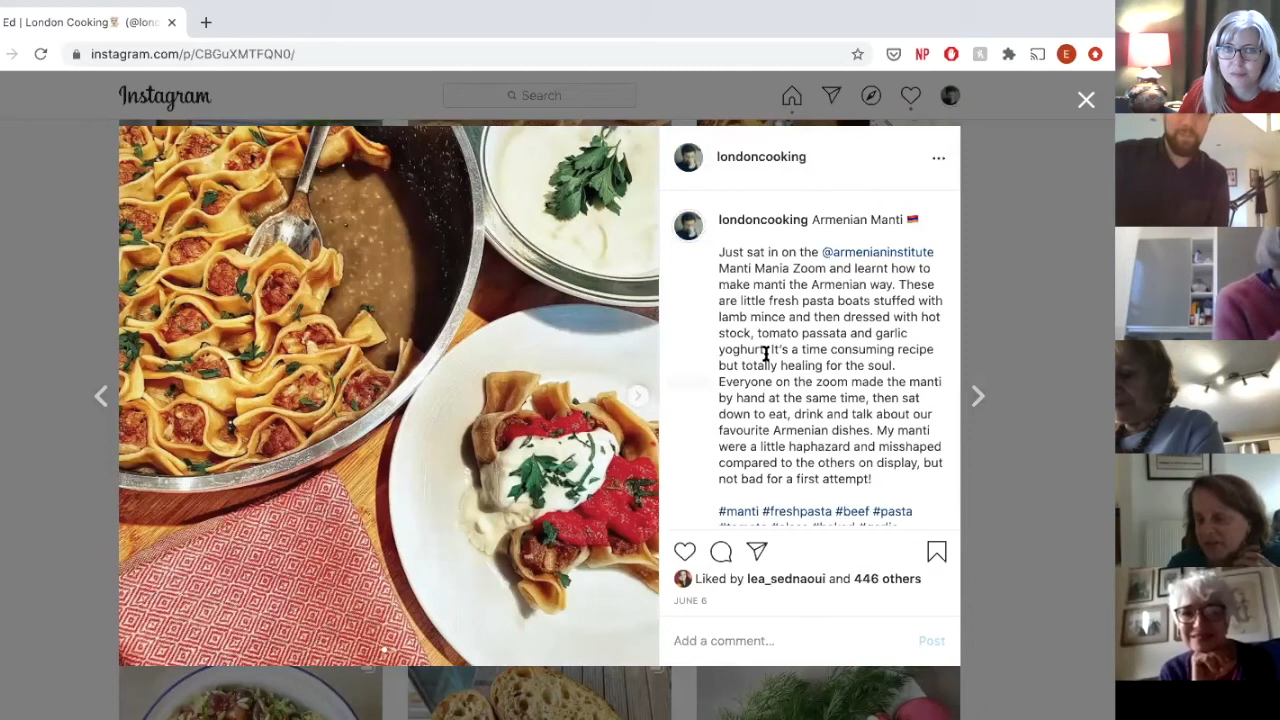 Ed | London Cooking
instagram.com/p/CBGuXMTFQN0/
NP
E
Instagram
Search
londoncooking
londoncooking Armenian Manti
Just sat in on the @armenianinstitute
Manti Mania Zoom and learnt how to
make manti the Armenian way. These
are little fresh pasta boats stuffed with
lamb mince and then dressed with hot
stock, tomato passata and garlic
yoghurt. It's a time consuming recipe
but totally healing for the soul.
Everyone on the zoom made the manti
by hand at the same time, then sat
down to eat, drink and talk about our
favourite Armenian dishes. My manti
were a little haphazard and misshaped
compared to the others on display, but
not bad for a first attempt!
#manti #freshpasta #beef #pasta
Liked by lea_sednaoui and 446 others
JUNE 6
Add a comment...
Post